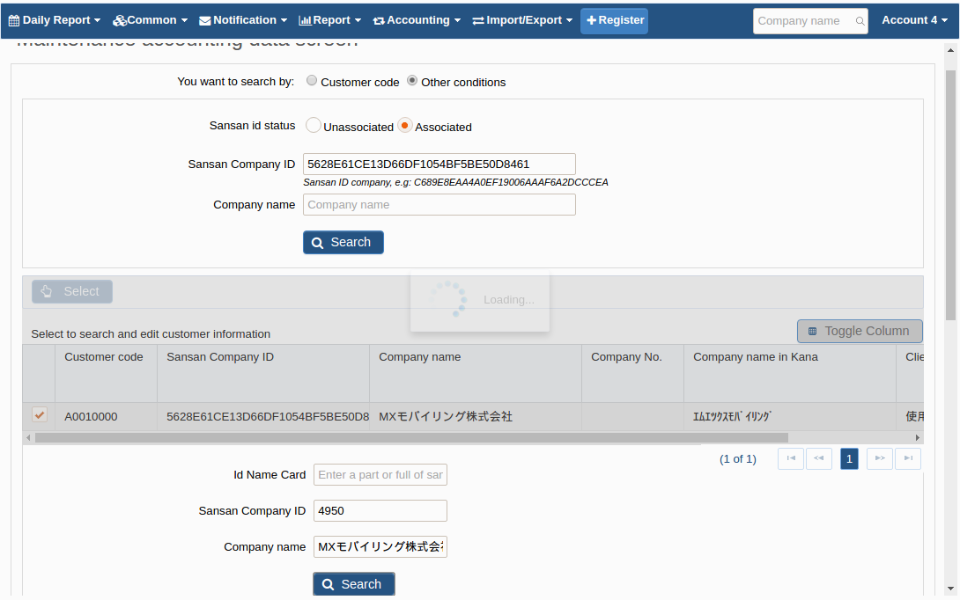 Daily Report Common Notification Report Accounting Import/Export Register Company name Account 4
Maintenance accounting data screen
You want to search by: Customer code Other conditions
Sansan id status Unassociated Associated
Sansan Company ID 5628E61CE13D66DF1054BF5BE50D8461
Sansan ID company, e.g: C689E8EAA4A0EF19006AAAF6A2DCCCEA
Company name Company name
Search
Select
Loading...
Select to search and edit customer information Toggle Column
Customer code Sansan Company ID Company name Company No. Company name in Kana Clie
A0010000 5628E61CE13D66DF1054BF5BE50D8 MXモバイリング株式会社 ｴﾑｴｯｸｽﾓﾊﾞｲﾘﾝｸﾞ 使用
(1 of 1) 1
Id Name Card Enter a part or full of sar
Sansan Company ID 4950
Company name MXモバイリング株式会
Search